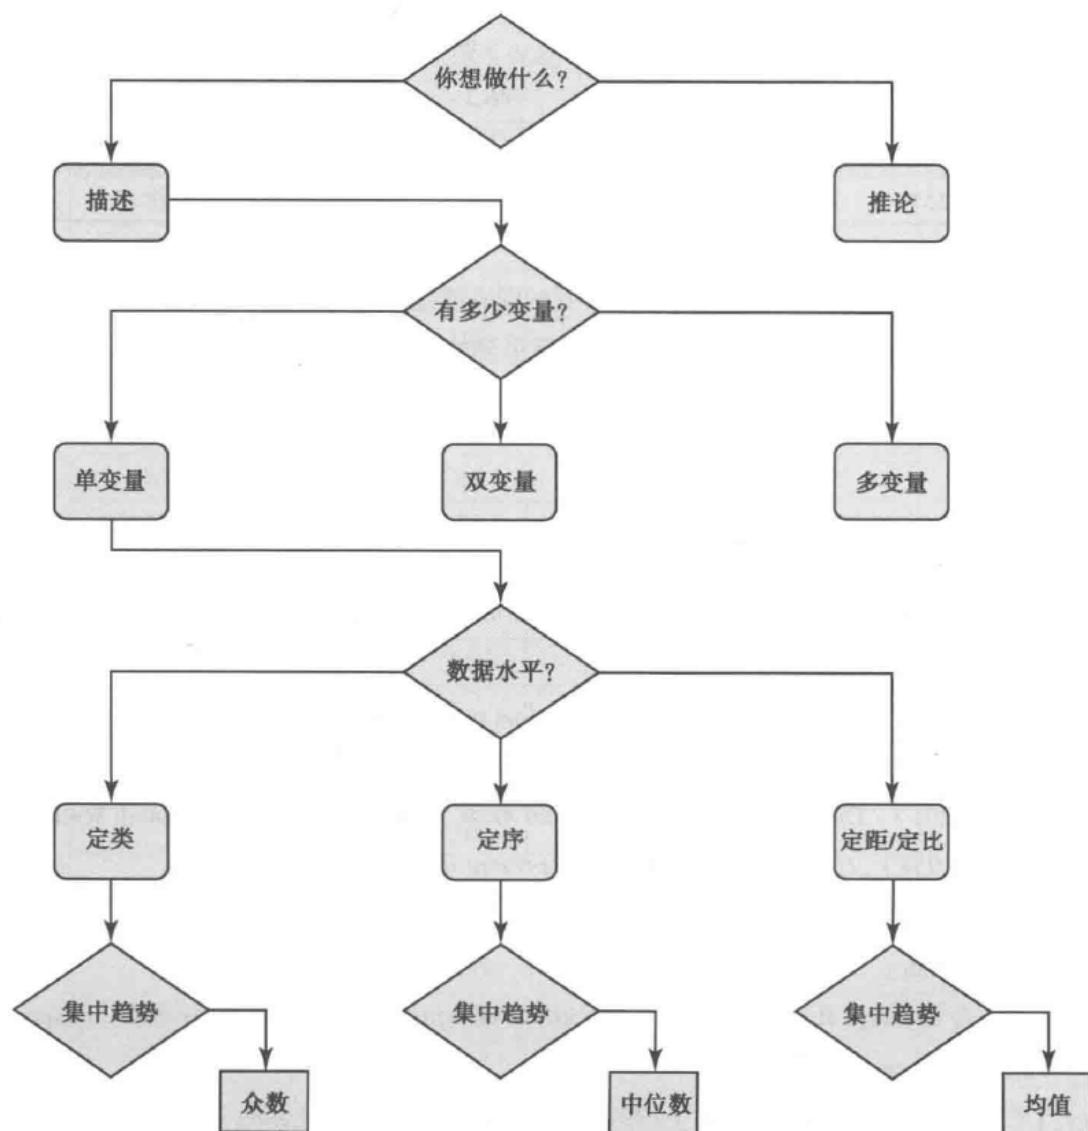 你想做什么?
描述
推论
有多少变量?
单变量
双变量
多变量
数据水平?
定类
定序
定距/定比
集中趋势
集中趋势
集中趋势
众数
中位数
均值